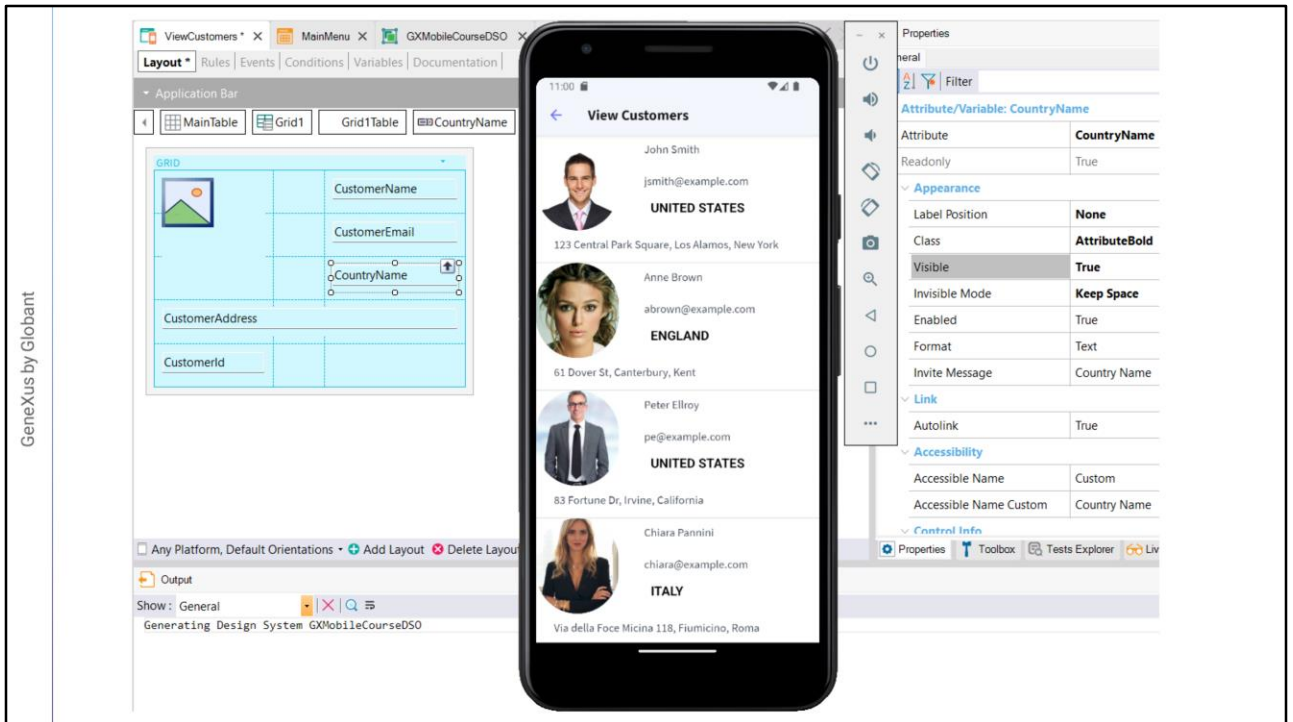 GeneXus by Globant
ViewCustomers * X
MainMenu X
GXMobileCourseDSO X
Layout * Rules Events Conditions Variables Documentation
Application Bar
MainTable Grid1 Grid1Table CountryName
GRID
CustomerName
CustomerEmail
CountryName
CustomerAddress
CustomerId
Any Platform, Default Orientations Add Layout Delete Layou
Output
Show: General
Generating Design System GXMobileCourseDSO
11:00
View Customers
John Smith
jsmith@example.com
UNITED STATES
123 Central Park Square, Los Alamos, New York
Anne Brown
abrown@example.com
ENGLAND
61 Dover St, Canterbury, Kent
Peter Ellroy
pe@example.com
UNITED STATES
83 Fortune Dr, Irvine, California
Chiara Pannini
chiara@example.com
ITALY
Via della Foce Micina 118, Fiumicino, Roma
Properties
neral
Filter
Attribute/Variable: CountryName
Attribute CountryName
Readonly True
Appearance
Label Position None
Class AttributeBold
Visible True
Invisible Mode Keep Space
Enabled True
Format Text
Invite Message Country Name
Link
Autolink True
Accessibility
Accessible Name Custom
Accessible Name Custom Country Name
Control Info
Properties Toolbox Tests Explorer Liv